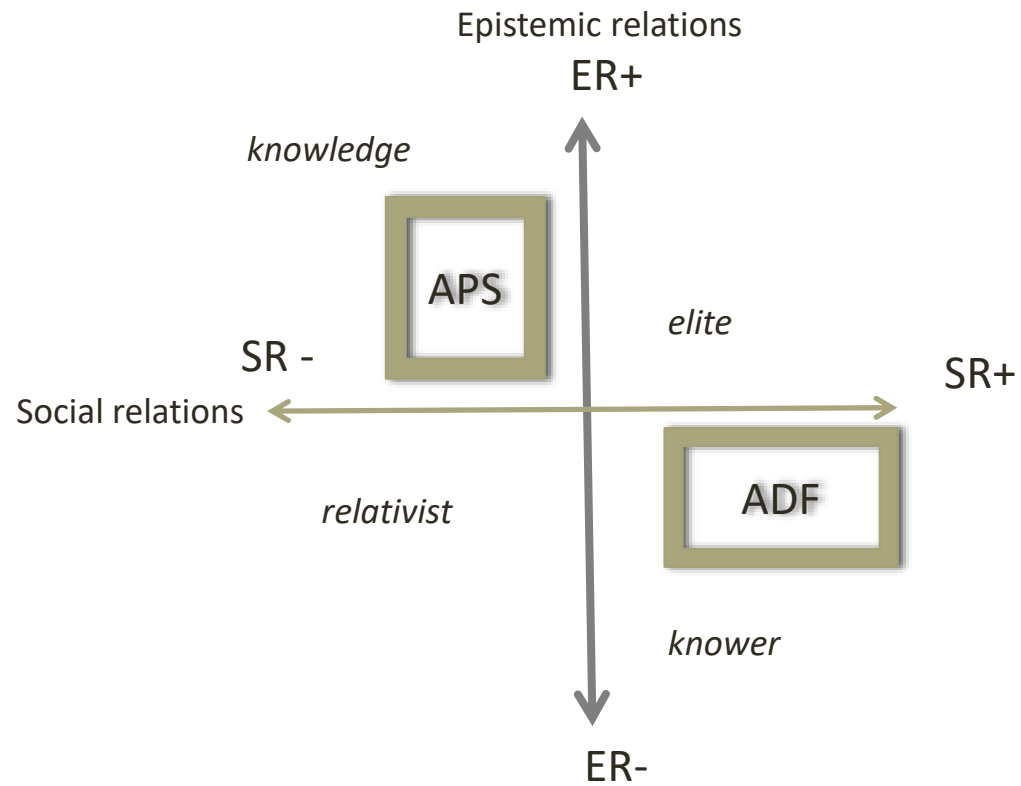 Epistemic relations
ER+
knowledge
APS
elite
SR -
SR+
Social relations
ADF
relativist
knower
ER-